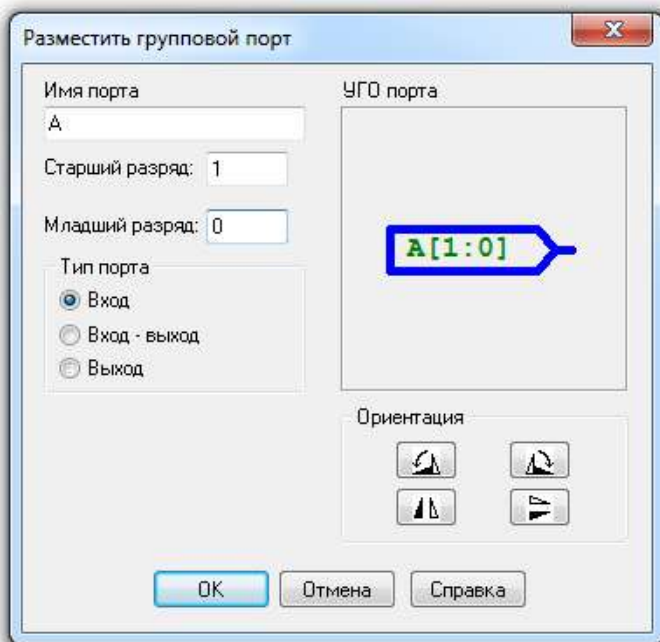 Разместить групповой порт
Имя порта
A
Старший разряд: 1
Младший разряд: 0
Тип порта
Вход
Вход - выход
Выход
УГО порта
A[1:0]
Ориентация
OK
Отмена
Справка